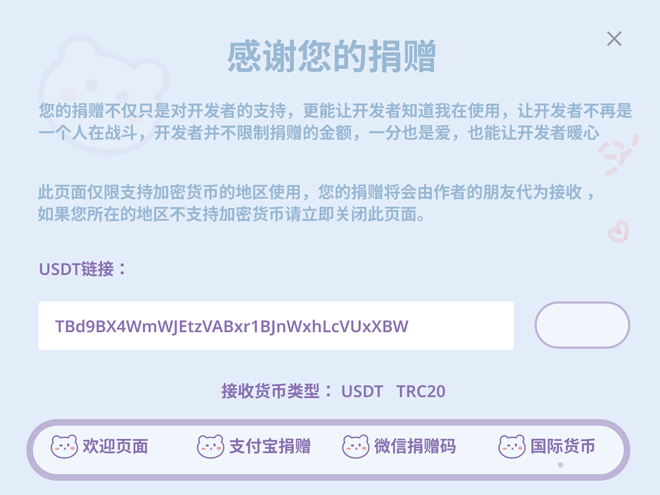 感谢您的捐赠
您的捐赠不仅只是对开发者的支持，更能让开发者知道我在使用，让开发者不再是
一个人在战斗，开发者并不限制捐赠的金额，一分也是爱，也能让开发者暖心
此页面仅限支持加密货币的地区使用，您的捐赠将会由作者的朋友代为接收，
如果您所在的地区不支持加密货币请立即关闭此页面。
USDT链接：
TBd9BX4WmWJEtzVABxr1BJnWxhLcVUxXBW
接收货币类型： USDT TRC20
欢迎页面 支付宝捐赠 微信捐赠码 国际货币